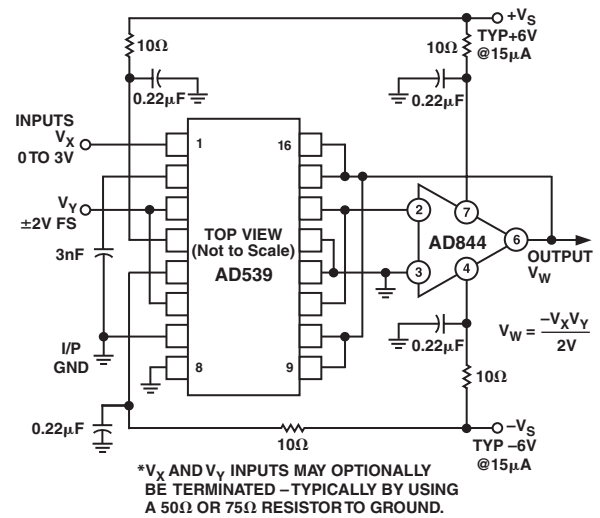 +VS
TYP+6V
@15µA
10Ω
10Ω
0.22µF
0.22µF
INPUTS
VX
0 TO 3V
1
16
VY
±2V FS
2
7
TOP VIEW
(Not to Scale)
AD539
AD844
6
3nF
3
4
OUTPUT
VW
I/P
GND
0.22µF
VW = −VXVY
2V
8
9
10Ω
0.22µF
10Ω
−VS
TYP −6V
@15µA
*VX AND VY INPUTS MAY OPTIONALLY
BE TERMINATED – TYPICALLY BY USING
A 50Ω OR 75Ω RESISTOR TO GROUND.